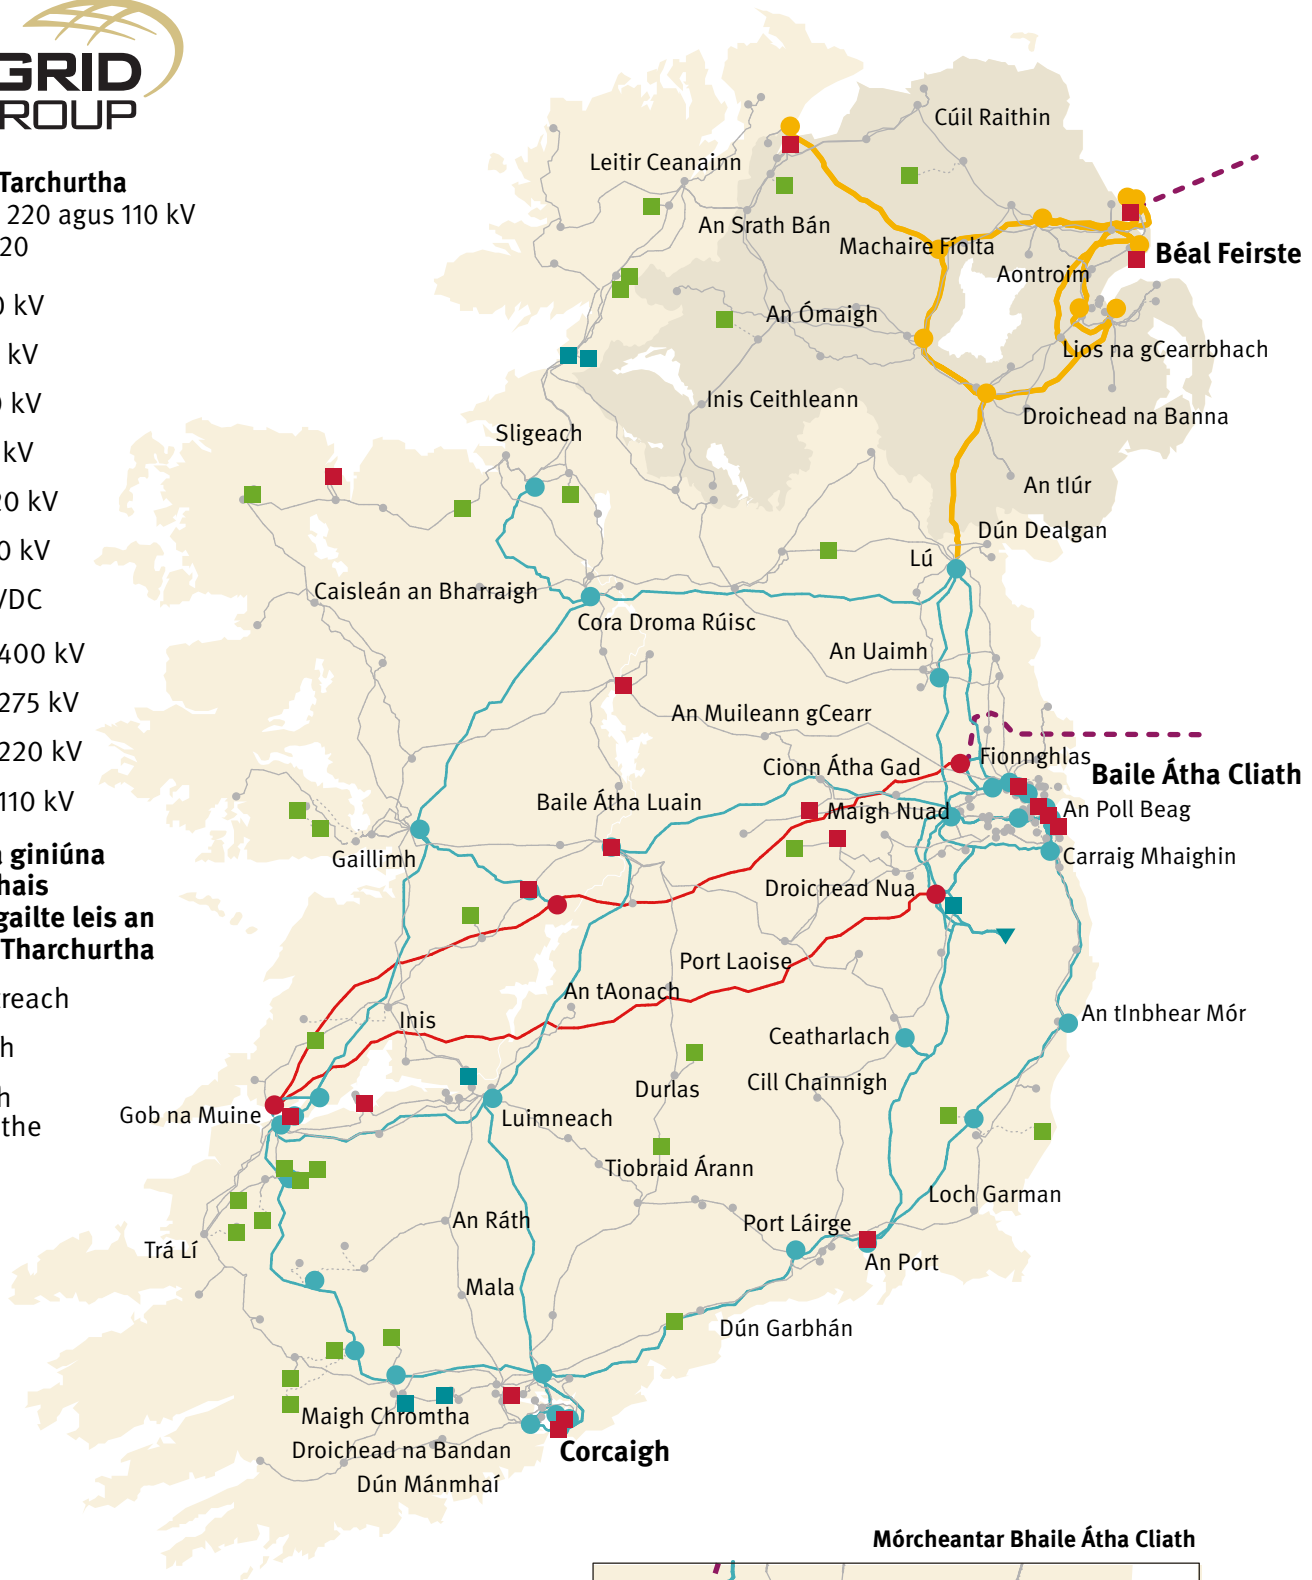 GRID
ROUP
Tarchurtha
220 agus 110 kV
20
0 kV
kV
0 kV
kV
20 kV
0 kV
VDC
400 kV
275 kV
220 kV
110 kV
a giniúna
hais
gailte leis an
Tharchurtha
treach
h
h
the
Cúil Raithin
Leitir Ceanainn
An Srath Bán
Machaire Fíolta
Béal Feirste
Aontroim
An Ómaigh
Lios na gCearrbhach
Inis Ceithleann
Droichead na Banna
Sligeach
An tIúr
Dún Dealgan
Lú
Caisleán an Bharraigh
Cora Droma Rúisc
An Uaimh
An Muileann gCearr
Fionnghlas
Cionn Átha Gad
Baile Átha Cliath
Baile Átha Luain
Maigh Nuad
An Poll Beag
Gaillimh
Carraig Mhaighin
Droichead Nua
Port Laoise
An tAonach
Inis
An tInbhear Mór
Ceatharlach
Durlas
Cill Chainnigh
Gob na Muine
Luimneach
Tiobraid Árann
Loch Garman
An Ráth
Port Láirge
Trá Lí
An Port
Mala
Dún Garbhán
Maigh Chromtha
Droichead na Bandan
Corcaigh
Dún Mánmhaí
Mórcheantar Bhaile Átha Cliath